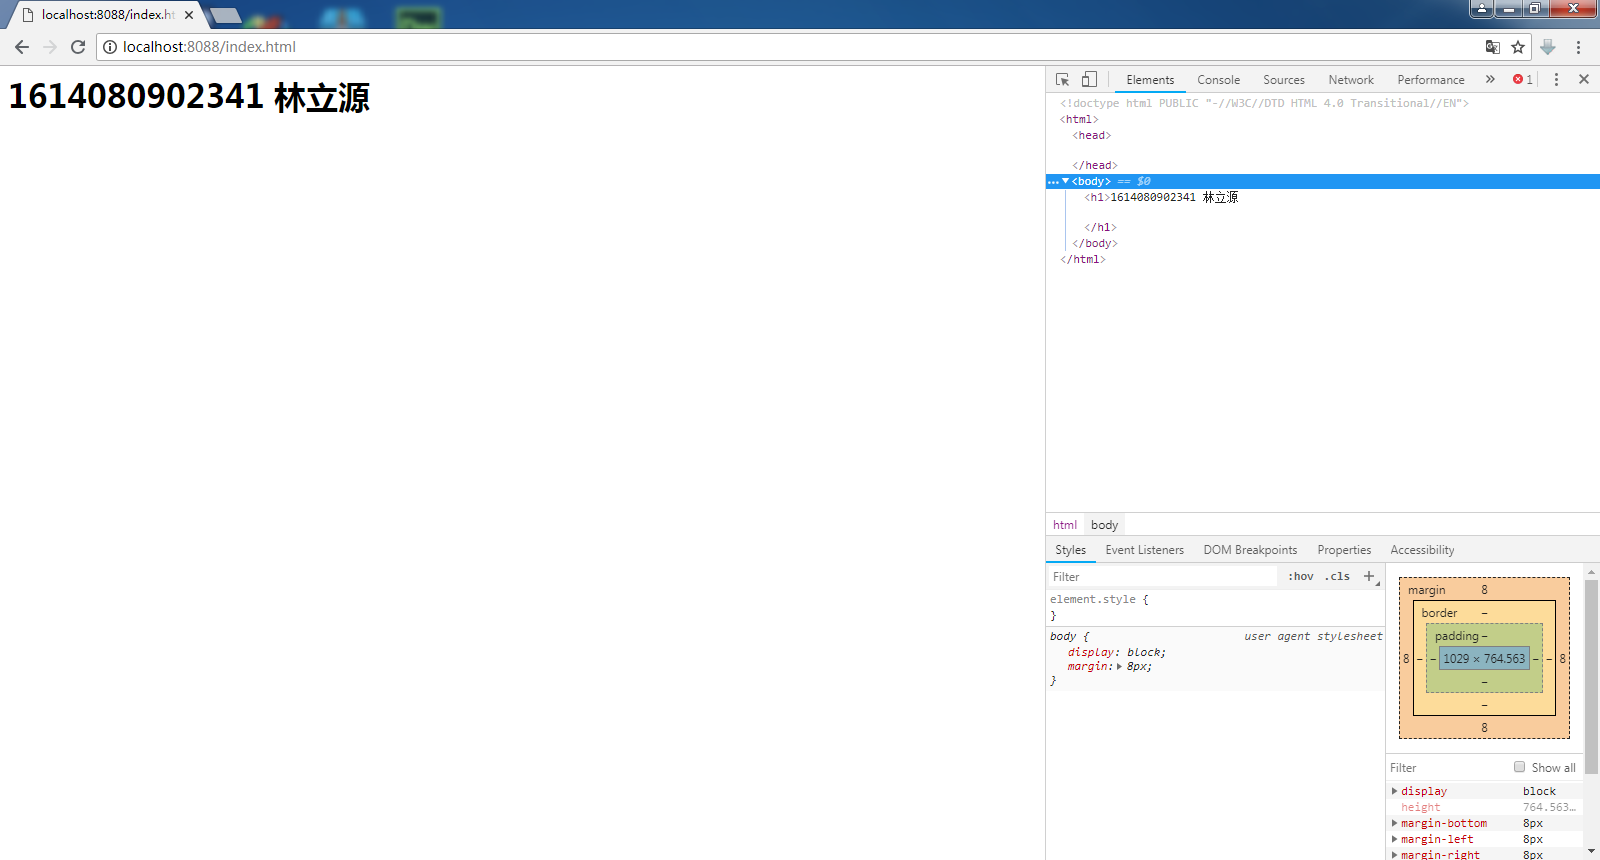 localhost:8088/index.ht
localhost:8088/index.html
1614080902341 林立源
Elements Console Sources Network Performance » 1
<!doctype html PUBLIC "-//W3C//DTD HTML 4.0 Transitional//EN">
<html>
<head>
</head>
... <body> == $0
<h1>1614080902341 林立源
</h1>
</body>
</html>
html body
Styles Event Listeners DOM Breakpoints Properties Accessibility
Filter :hov .cls +
element.style {
}
body { user agent stylesheet
display: block;
margin: 8px;
}
margin 8
border –
padding –
8 – – 1029 × 764.563 – – 8
–
–
8
Filter Show all
display block
height 764.563…
margin-bottom 8px
margin-left 8px
margin-right 8px